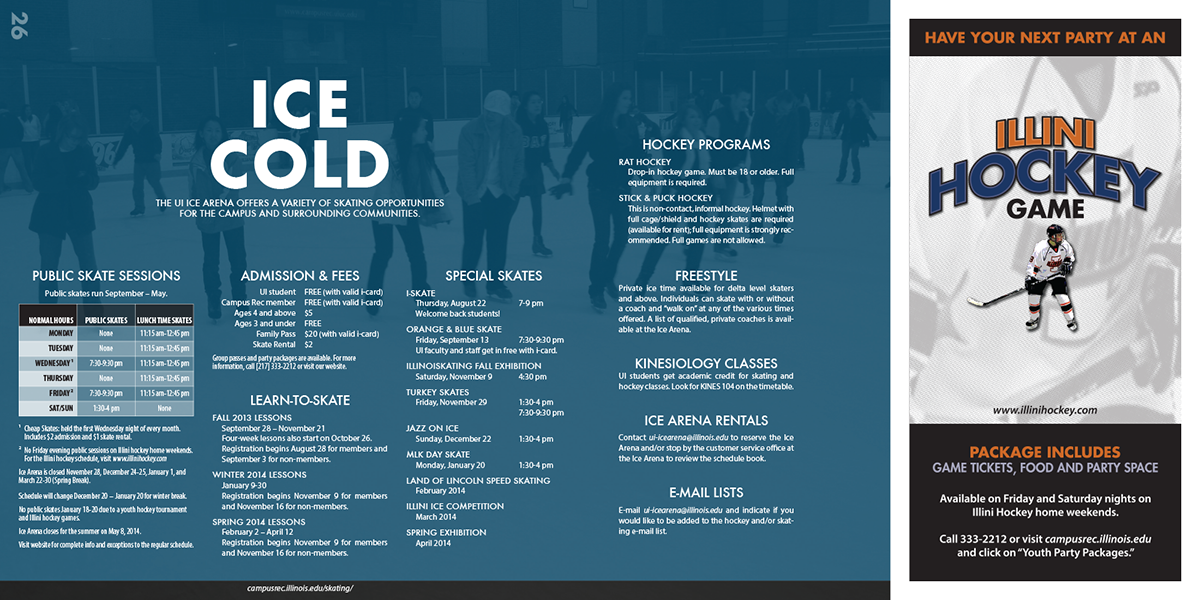 26
ICE
COLD
THE UI ICE ARENA OFFERS A VARIETY OF SKATING OPPORTUNITIES
FOR THE CAMPUS AND SURROUNDING COMMUNITIES.
PUBLIC SKATE SESSIONS
Public skates run September – May.
NORMAL HOURS PUBLIC SKATES LUNCH TIME SKATES
MONDAY None 11:15 am-12:45 pm
TUESDAY None 11:15 am-12:45 pm
WEDNESDAY ¹ 7:30-9:30 pm 11:15 am-12:45 pm
THURSDAY None 11:15 am-12:45 pm
FRIDAY ² 7:30-9:30 pm 11:15 am-12:45 pm
SAT/SUN 1:30-4 pm None
¹ Cheap Skates: held the first Wednesday night of every month.
Includes $2 admission and $1 skate rental.
² No Friday evening public sessions on Illini hockey home weekends.
For the Illini hockey schedule, visit www.illinihockey.com
Ice Arena is closed November 28, December 24-25, January 1, and
March 22-30 (Spring Break).
Schedule will change December 20 – January 20 for winter break.
No public skates January 18-20 due to a youth hockey tournament
and Illini hockey games.
Ice Arena closes for the summer on May 8, 2014.
Visit website for complete info and exceptions to the regular schedule.
ADMISSION & FEES
UI student FREE (with valid i-card)
Campus Rec member FREE (with valid i-card)
Ages 4 and above $5
Ages 3 and under FREE
Family Pass $20 (with valid i-card)
Skate Rental $2
Group passes and party packages are available. For more
information, call [217] 333-2212 or visit our website.
LEARN-TO-SKATE
FALL 2013 LESSONS
September 28 – November 21
Four-week lessons also start on October 26.
Registration begins August 28 for members and
September 3 for non-members.
WINTER 2014 LESSONS
January 9-30
Registration begins November 9 for members
and November 16 for non-members.
SPRING 2014 LESSONS
February 2 – April 12
Registration begins November 9 for members
and November 16 for non-members.
SPECIAL SKATES
I-SKATE
Thursday, August 22 7-9 pm
Welcome back students!
ORANGE & BLUE SKATE
Friday, September 13 7:30-9:30 pm
UI faculty and staff get in free with i-card.
ILLINOISKATING FALL EXHIBITION
Saturday, November 9 4:30 pm
TURKEY SKATES
Friday, November 29 1:30-4 pm
7:30-9:30 pm
JAZZ ON ICE
Sunday, December 22 1:30-4 pm
MLK DAY SKATE
Monday, January 20 1:30-4 pm
LAND OF LINCOLN SPEED SKATING
February 2014
ILLINI ICE COMPETITION
March 2014
SPRING EXHIBITION
April 2014
HOCKEY PROGRAMS
RAT HOCKEY
Drop-in hockey game. Must be 18 or older. Full
equipment is required.
STICK & PUCK HOCKEY
This is non-contact, informal hockey. Helmet with
full cage/shield and hockey skates are required
(available for rent); full equipment is strongly rec-
ommended. Full games are not allowed.
FREESTYLE
Private ice time available for delta level skaters
and above. Individuals can skate with or without
a coach and "walk on" at any of the various times
offered. A list of qualified, private coaches is avail-
able at the Ice Arena.
KINESIOLOGY CLASSES
UI students get academic credit for skating and
hockey classes. Look for KINES 104 on the timetable.
ICE ARENA RENTALS
Contact ui-icearena@illinois.edu to reserve the Ice
Arena and/or stop by the customer service office at
the Ice Arena to review the schedule book.
E-MAIL LISTS
E-mail ui-icearena@illinois.edu and indicate if you
would like to be added to the hockey and/or skat-
ing e-mail list.
campusrec.illinois.edu/skating/
HAVE YOUR NEXT PARTY AT AN
ILLINI
HOCKEY
GAME
www.illinihockey.com
PACKAGE INCLUDES
GAME TICKETS, FOOD AND PARTY SPACE
Available on Friday and Saturday nights on
Illini Hockey home weekends.
Call 333-2212 or visit campusrec.illinois.edu
and click on "Youth Party Packages."